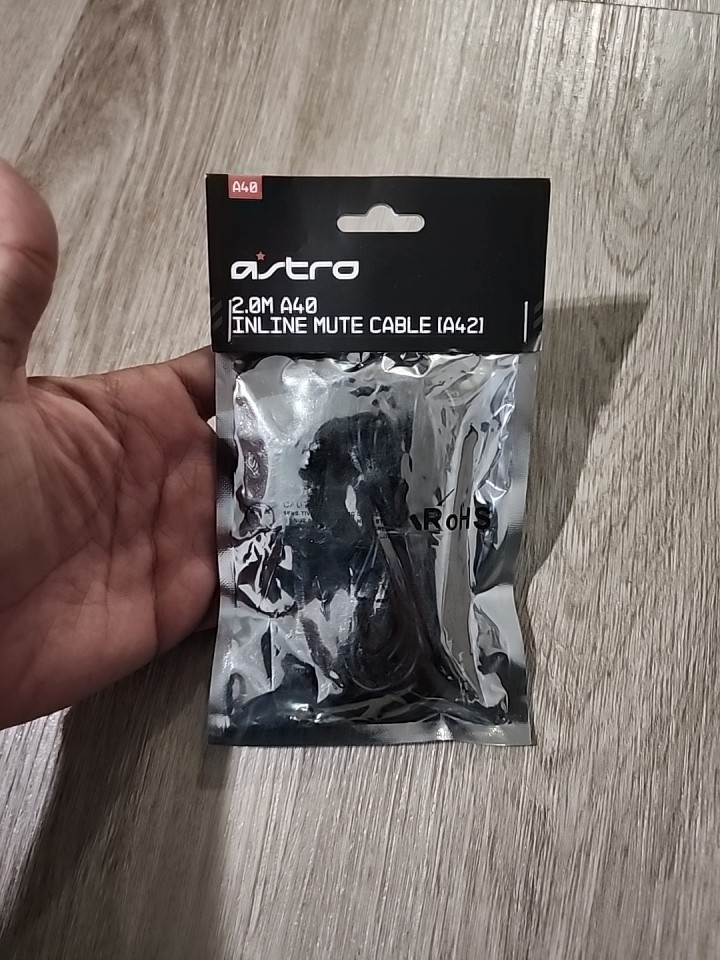 A40
astro
2.0M A40
INLINE MUTE CABLE [A42]
RoHS